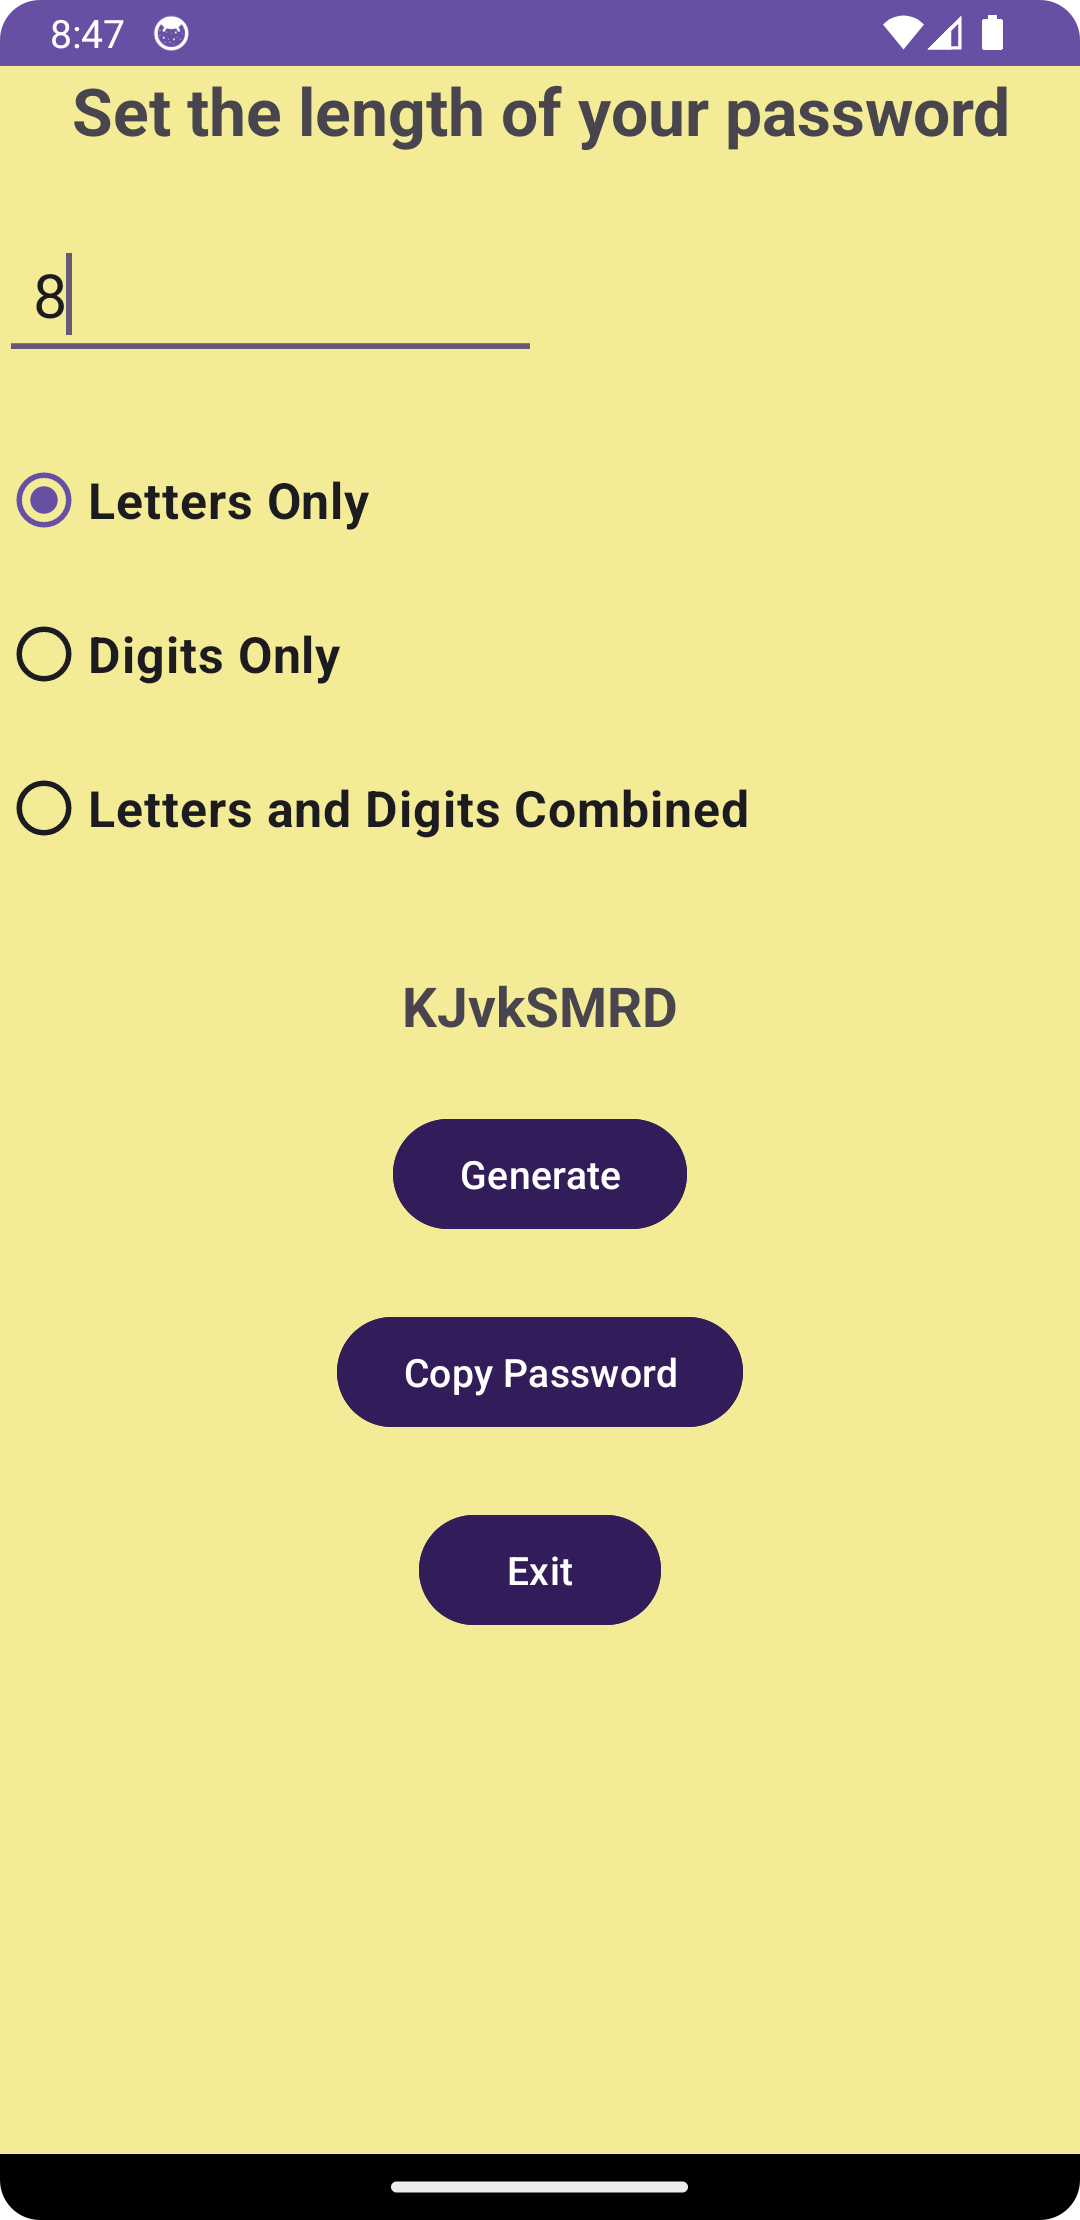 8:47
Set the length of your password
8
Letters Only
Digits Only
Letters and Digits Combined
KJvkSMRD
Generate
Copy Password
Exit